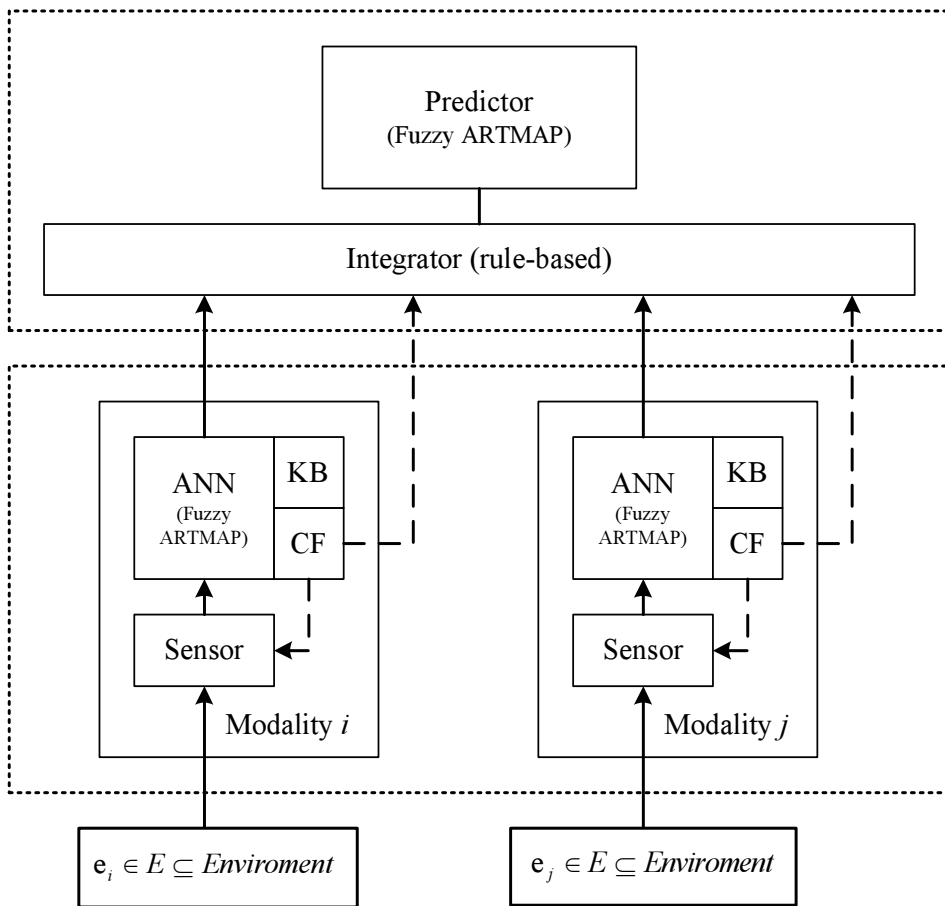 Predictor
(Fuzzy ARTMAP)
Integrator (rule-based)
ANN
(Fuzzy
ARTMAP)
KB
CF
Sensor
Modality i
ANN
(Fuzzy
ARTMAP)
KB
CF
Sensor
Modality j
e_i ∈ E ⊆ Enviroment
e_j ∈ E ⊆ Enviroment